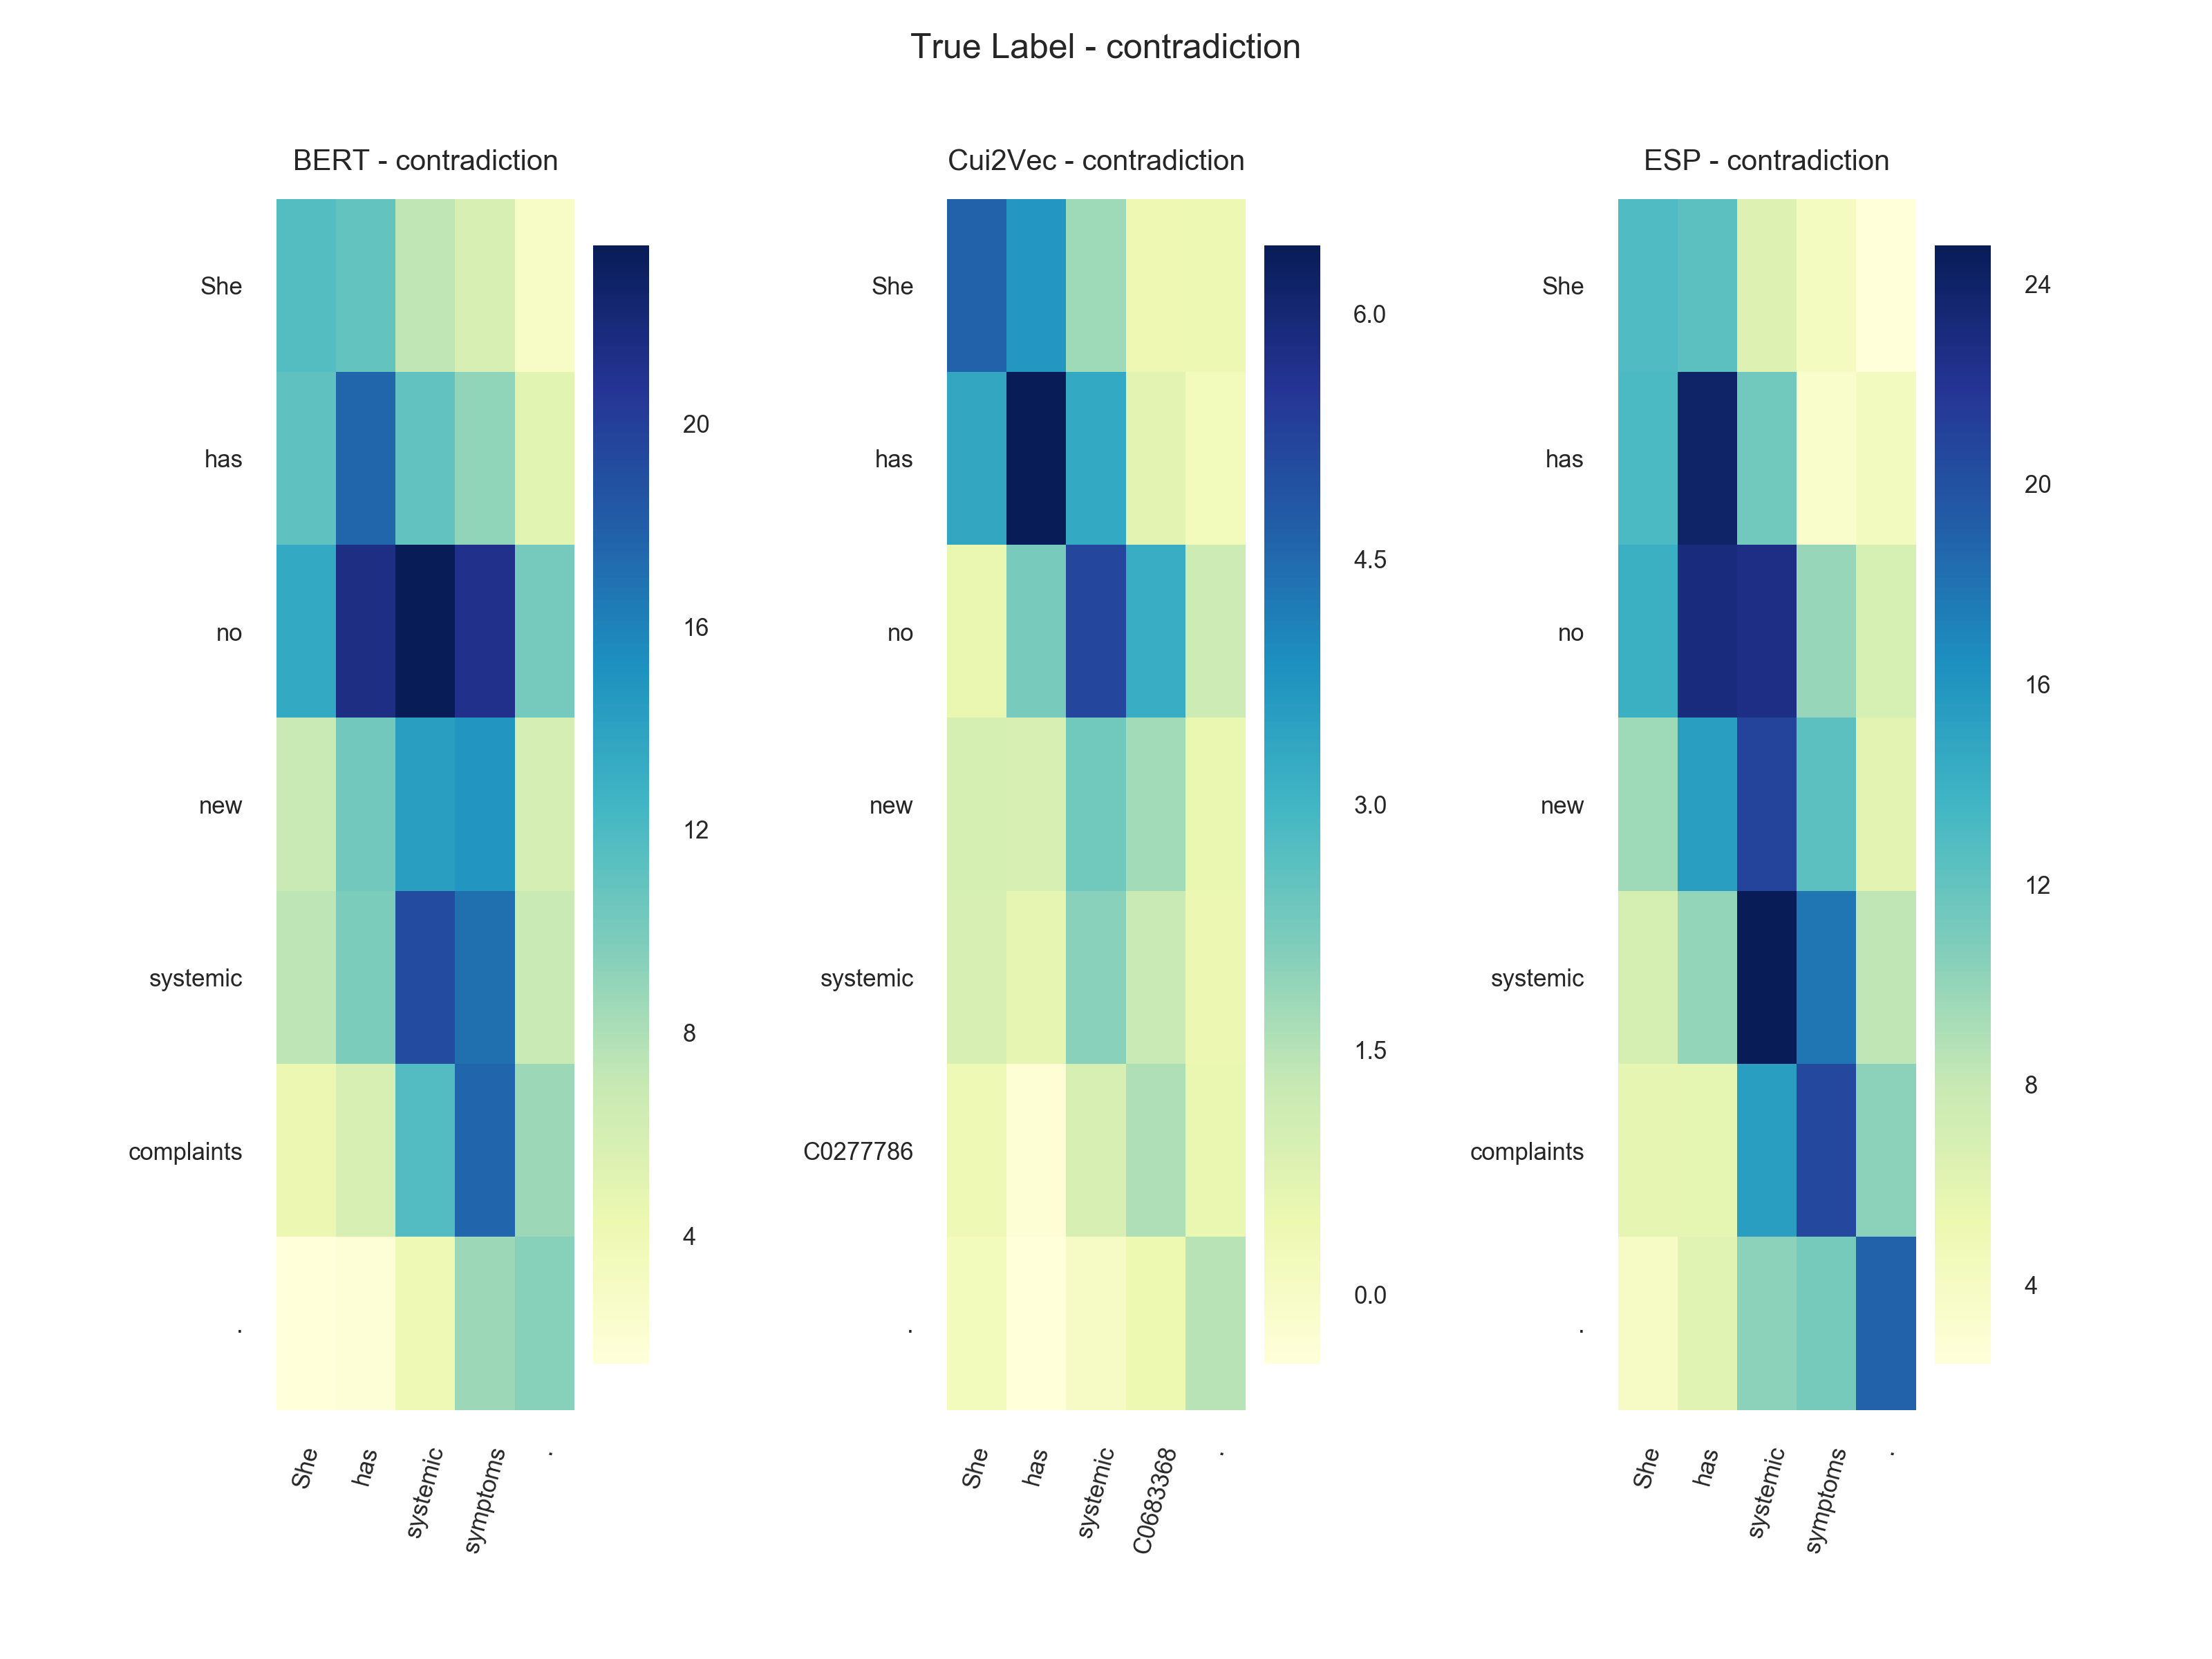 True Label - contradiction
BERT - contradiction
She
has
no
new
systemic
complaints
.
She
has
systemic
symptoms
.
20
16
12
8
4
Cui2Vec - contradiction
She
has
no
new
systemic
C0277786
.
She
has
systemic
C0683368
.
6.0
4.5
3.0
1.5
0.0
ESP - contradiction
She
has
no
new
systemic
complaints
.
She
has
systemic
symptoms
.
24
20
16
12
8
4